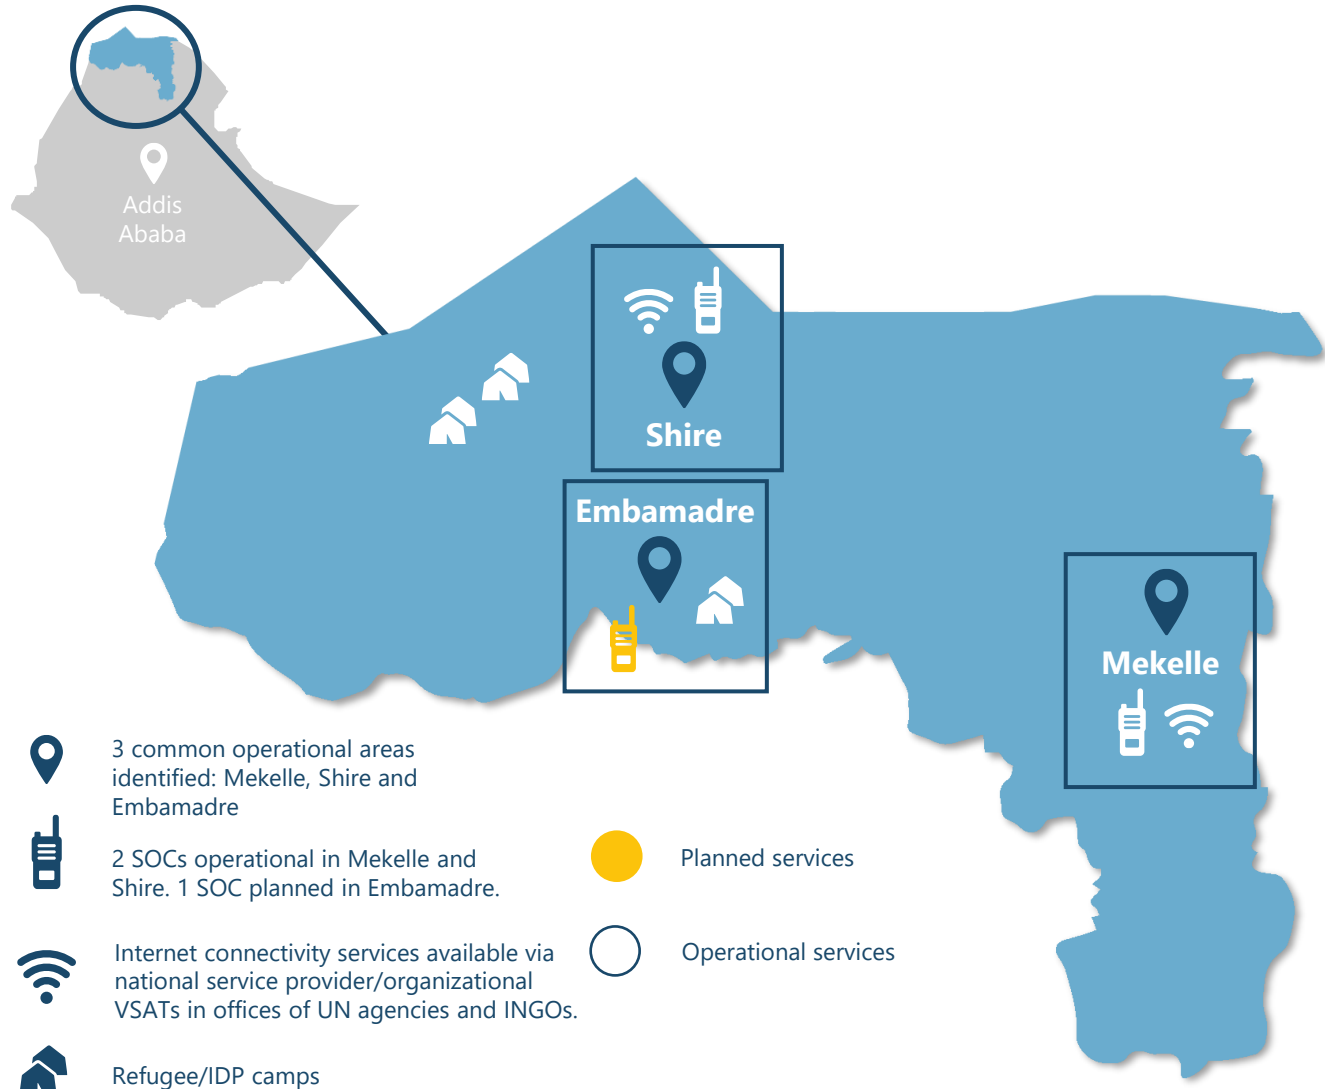 Addis
Ababa
Shire
Embamadre
Mekelle
3 common operational areas
identified: Mekelle, Shire and
Embamadre
2 SOCs operational in Mekelle and
Shire. 1 SOC planned in Embamadre.
Internet connectivity services available via
national service provider/organizational
VSATs in offices of UN agencies and INGOs.
Refugee/IDP camps
Planned services
Operational services